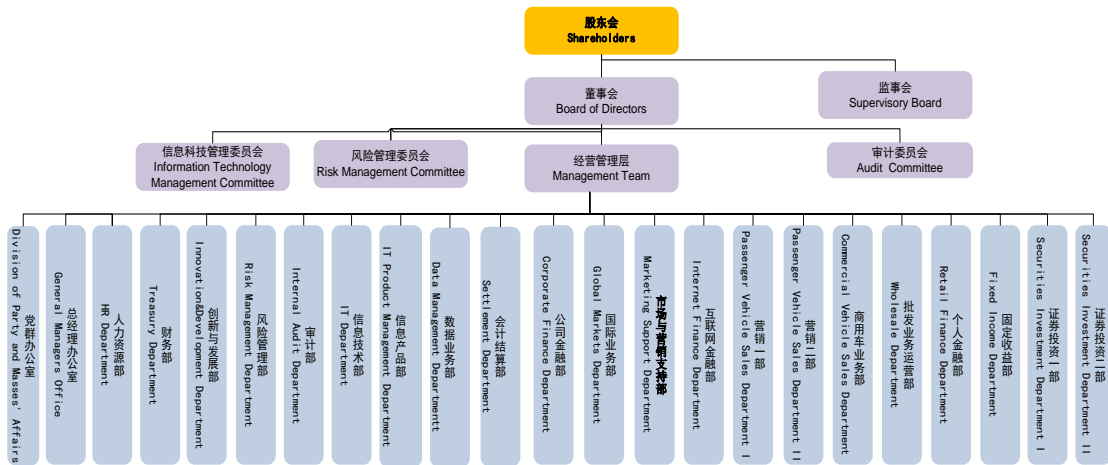 股东会
Shareholders
董事会
Board of Directors
监事会
Supervisory Board
信息科技管理委员会
Information Technology
Management Committee
风险管理委员会
Risk Management Committee
经营管理层
Management Team
审计委员会
Audit Committee
党群办公室
Division of Party and Masses' Affairs
总经理办公室
General Managers Office
人力资源部
HR Department
财务部
Treasury Department
创新与发展部
Innovation&Development Department
风险管理部
Risk Management Department
审计部
Internal Audit Department
信息技术部
IT Department
信息产品部
IT Product Management Department
数据业务部
Data Management Departmentt
会计结算部
Settlement Department
公司金融部
Corporate Finance Department
国际业务部
Global Markets Department
市场与营销支持部
Marketing Support Department
互联网金融部
Internet Finance Department
营销一部
Passenger Vehicle Sales Department I
营销二部
Passenger Vehicle Sales Department II
商用车业务部
Commercial Vehicle Sales Department
批发业务运营部
Wholesale Department
个人金融部
Retail Finance Department
固定收益部
Fixed Income Department
证券投资一部
Securities Investment Department I
证券投资二部
Securities Investment Department II